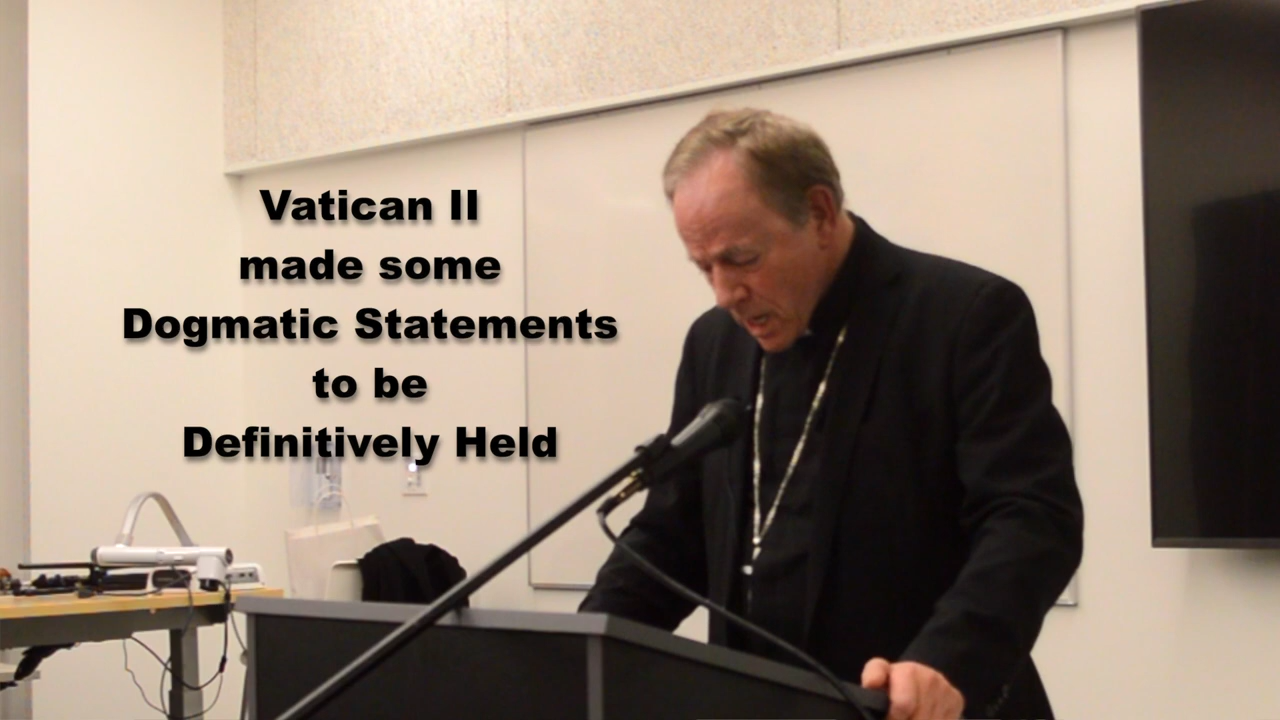 Vatican II
made some
Dogmatic Statements
to be
Definitively Held